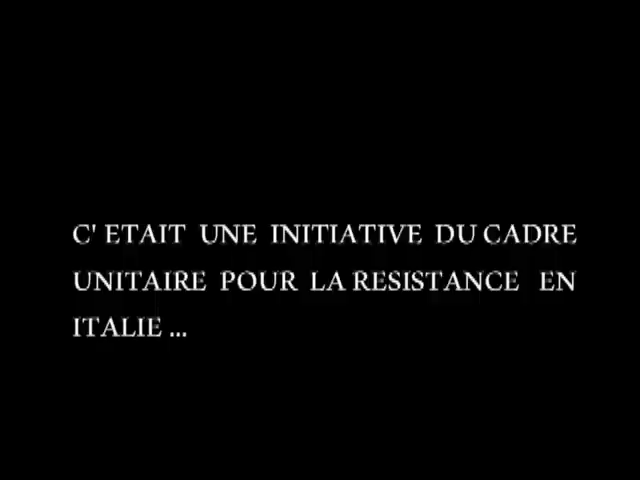 C' ETAIT UNE INITIATIVE DU CADRE
UNITAIRE POUR LA RESISTANCE EN
ITALIE ...